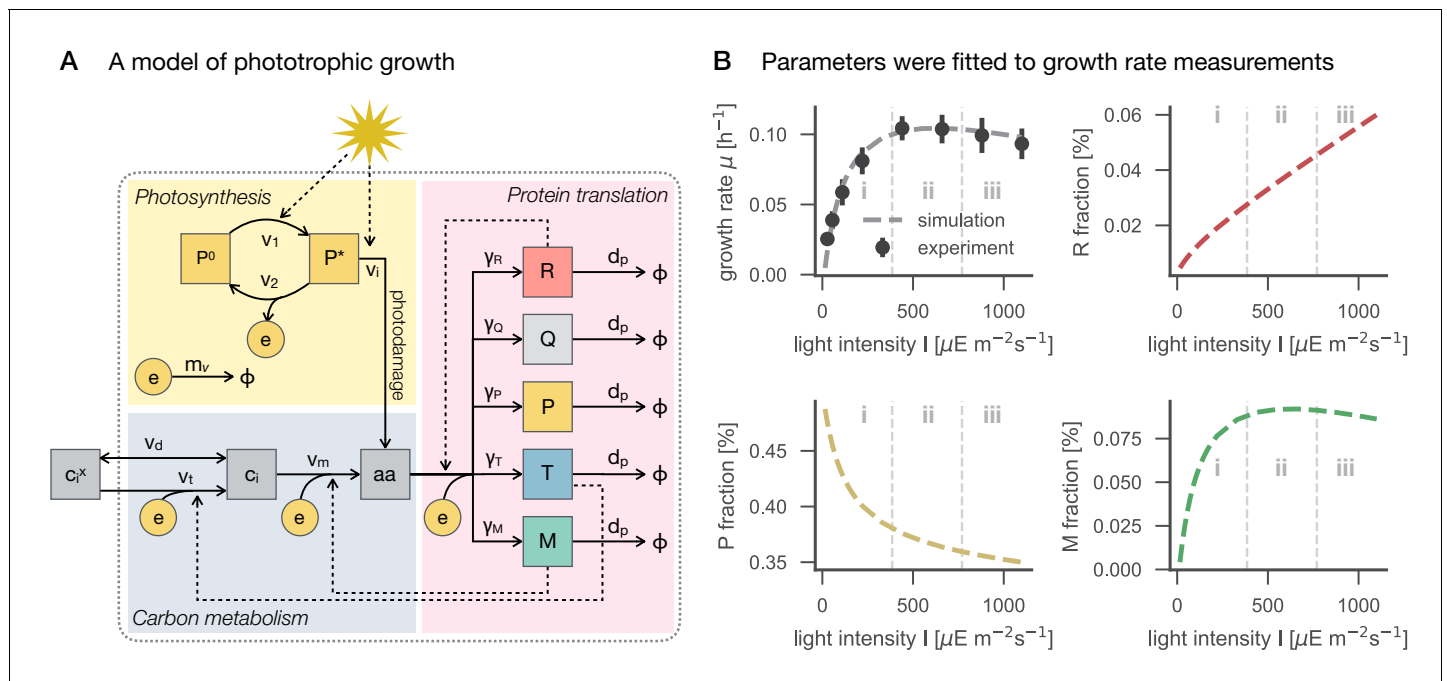 A A model of phototrophic growth
Photosynthesis
P⁰
v₁
P*
v₂
vᵢ
e
e
mᵥ
ϕ
photodamage
Protein translation
γR
R
dₚ
ϕ
γQ
Q
dₚ
ϕ
γP
P
dₚ
ϕ
γT
T
dₚ
ϕ
γM
M
dₚ
ϕ
e
cᵢˣ
v_d
vₜ
e
cᵢ
vₘ
e
aa
Carbon metabolism
B Parameters were fitted to growth rate measurements
growth rate μ [h⁻¹]
0.10
0.05
0.00
i
ii
iii
simulation
experiment
0 500 1000
light intensity I [μE m⁻²s⁻¹]
R fraction [%]
0.06
0.04
0.02
i ii iii
0 500 1000
light intensity I [μE m⁻²s⁻¹]
P fraction [%]
0.45
0.40
0.35
i ii iii
0 500 1000
light intensity I [μE m⁻²s⁻¹]
M fraction [%]
0.075
0.050
0.025
0.000
i ii iii
0 500 1000
light intensity I [μE m⁻²s⁻¹]